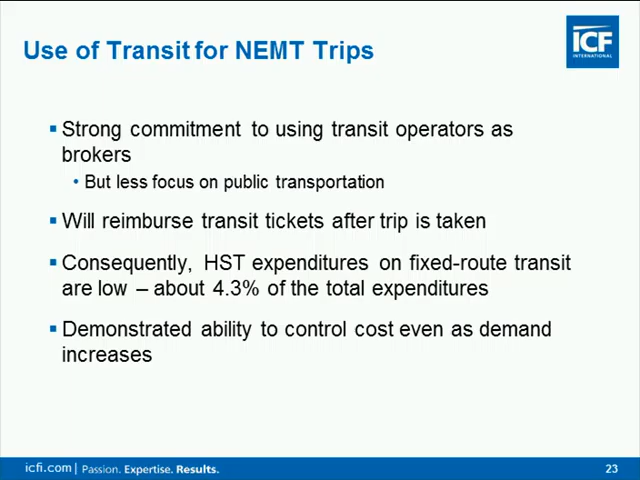 Use of Transit for NEMT Trips
ICF
INTERNATIONAL
▪ Strong commitment to using transit operators as
brokers
• But less focus on public transportation
▪ Will reimburse transit tickets after trip is taken
▪ Consequently, HST expenditures on fixed-route transit
are low – about 4.3% of the total expenditures
▪ Demonstrated ability to control cost even as demand
increases
icfi.com | Passion. Expertise. Results.
23